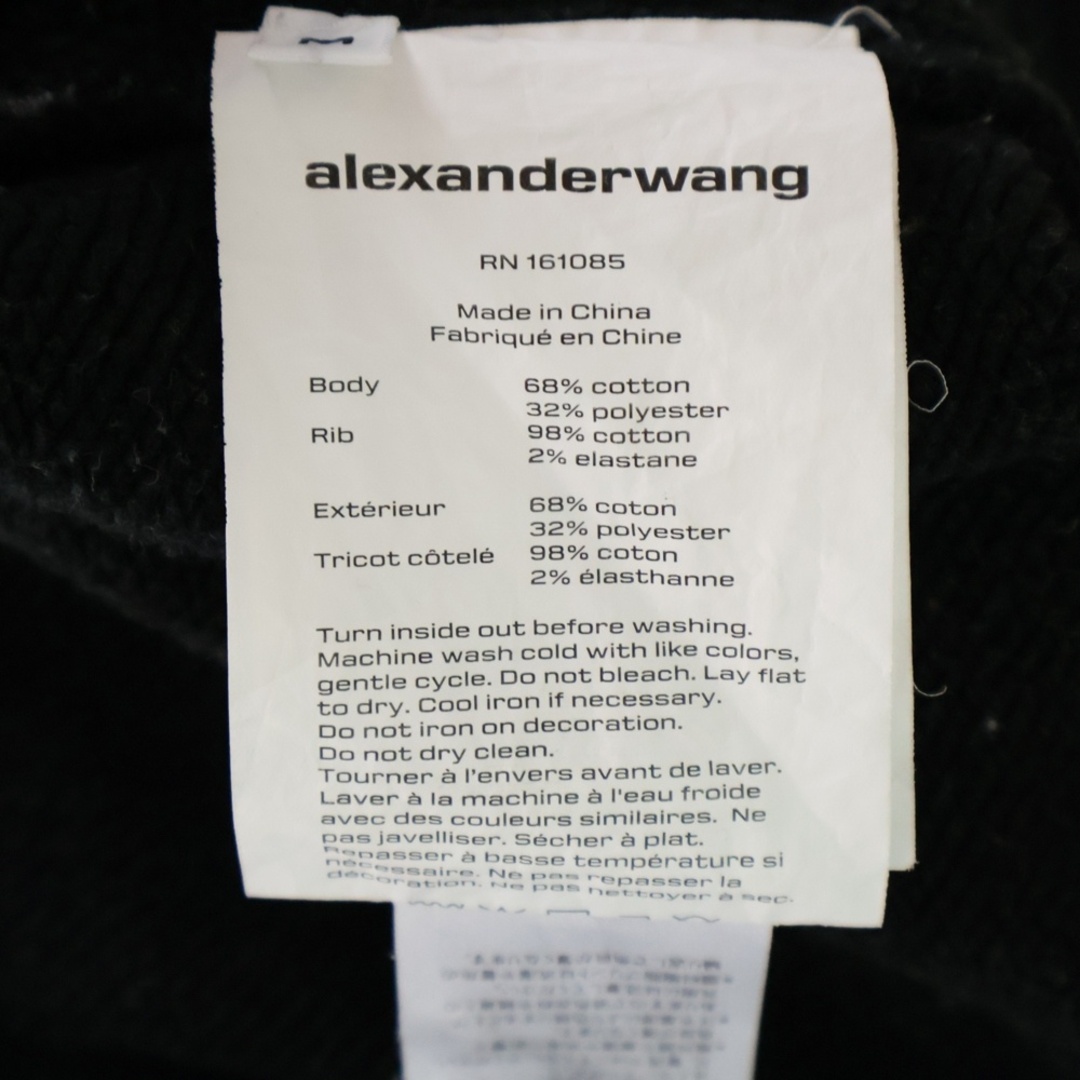 M
alexanderwang
RN 161085
Made in China
Fabriqué en Chine
Body 68% cotton
32% polyester
Rib 98% cotton
2% elastane
Extérieur 68% coton
32% polyester
Tricot côtelé 98% coton
2% élasthanne
Turn inside out before washing.
Machine wash cold with like colors,
gentle cycle. Do not bleach. Lay flat
to dry. Cool iron if necessary.
Do not iron on decoration.
Do not dry clean.
Tourner à l'envers avant de laver.
Laver à la machine à l'eau froide
avec des couleurs similaires. Ne
pas javelliser. Sécher à plat.
Repasser à basse température si
nécessaire. Ne pas repasser la
décoration. Ne pas nettoyer à sec.